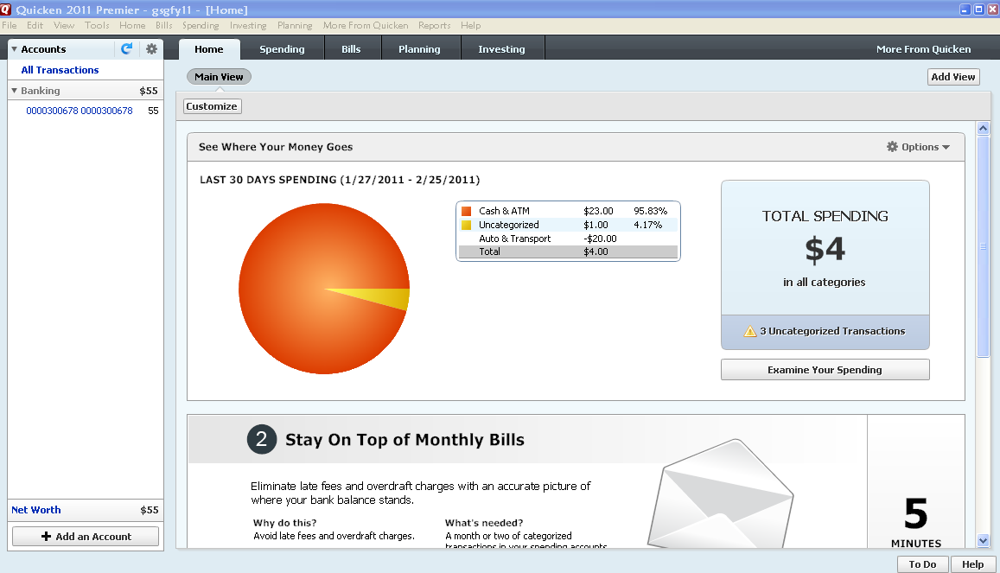 Quicken 2011 Premier - gsgfy11 - [Home]
File Edit View Tools Home Bills Spending Investing Planning More From Quicken Reports Help
Accounts
All Transactions
Banking $55
0000300678 0000300678 55
Net Worth $55
Add an Account
Home Spending Bills Planning Investing More From Quicken
Main View Add View
Customize
See Where Your Money Goes Options
LAST 30 DAYS SPENDING (1/27/2011 - 2/25/2011)
Cash & ATM $23.00 95.83%
Uncategorized $1.00 4.17%
Auto & Transport -$20.00
Total $4.00
TOTAL SPENDING
$4
in all categories
3 Uncategorized Transactions
Examine Your Spending
2 Stay On Top of Monthly Bills
Eliminate late fees and overdraft charges with an accurate picture of
where your bank balance stands.
Why do this? What's needed?
Avoid late fees and overdraft charges. A month or two of categorized
transactions in your spending accounts
5
MINUTES
To Do Help